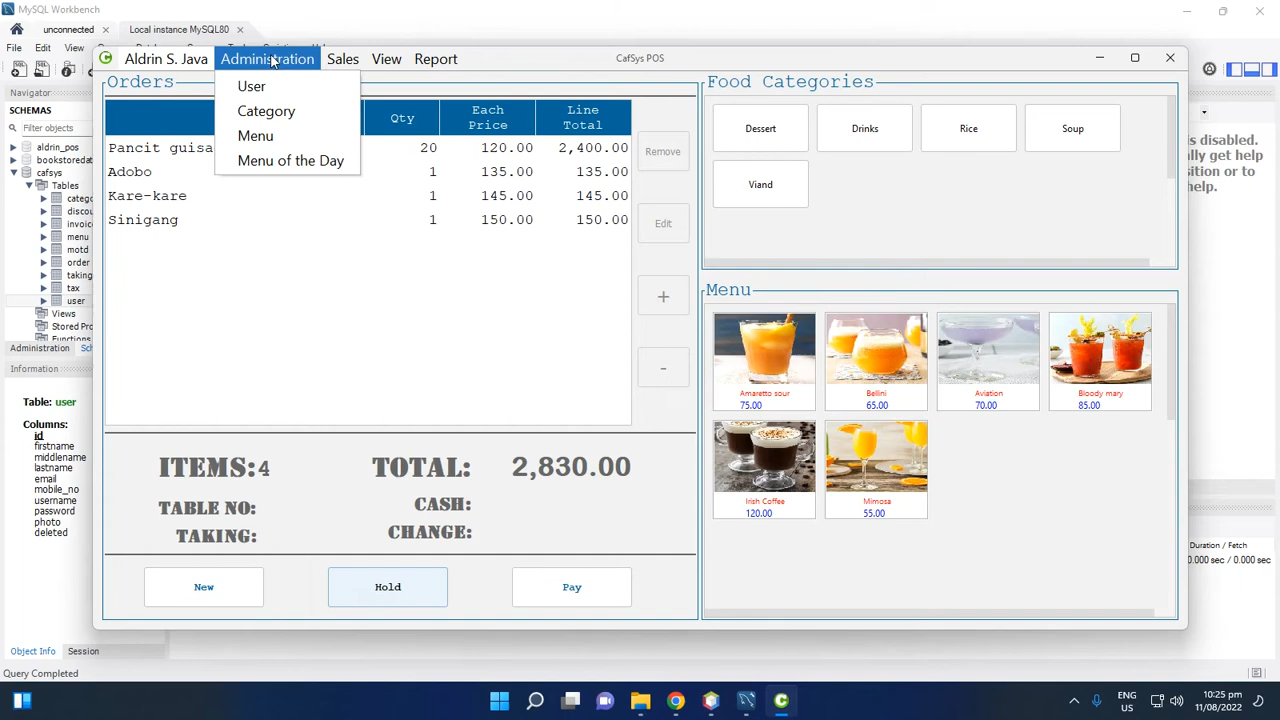 MySQL Workbench
unconnected
Local instance MySQL80
File
Edit
View
Aldrin S. Java
Administration
Sales
View
Report
CafSys POS
Navigator
SCHEMAS
Filter objects
aldrin_pos
bookstoredat
cafsys
Tables
catego
discou
invoice
menu
motd
order
taking
tax
user
Views
Stored Pro
Functions
Administration
Sch
Information
Table: user
Columns:
id
firstname
middlename
lastname
email
mobile_no
username
password
photo
deleted
Object Info
Session
Query Completed
User
Category
Menu
Menu of the Day
Orders
Qty
Each Price
Line Total
Pancit guisa
20
120.00
2,400.00
Adobo
1
135.00
135.00
Kare-kare
1
145.00
145.00
Sinigang
1
150.00
150.00
Remove
Edit
+
-
ITEMS:4
TOTAL: 2,830.00
TABLE NO:
CASH:
TAKING:
CHANGE:
New
Hold
Pay
Food Categories
Dessert
Drinks
Rice
Soup
Viand
Menu
Amaretto sour
75.00
Bellini
65.00
Aviation
70.00
Bloody mary
85.00
Irish Coffee
120.00
Mimosa
55.00
is disabled.
ally get help
sition or to
help.
Duration / Fetch
0.000 sec / 0.000 sec
ENG
US
10:25 pm
11/08/2022